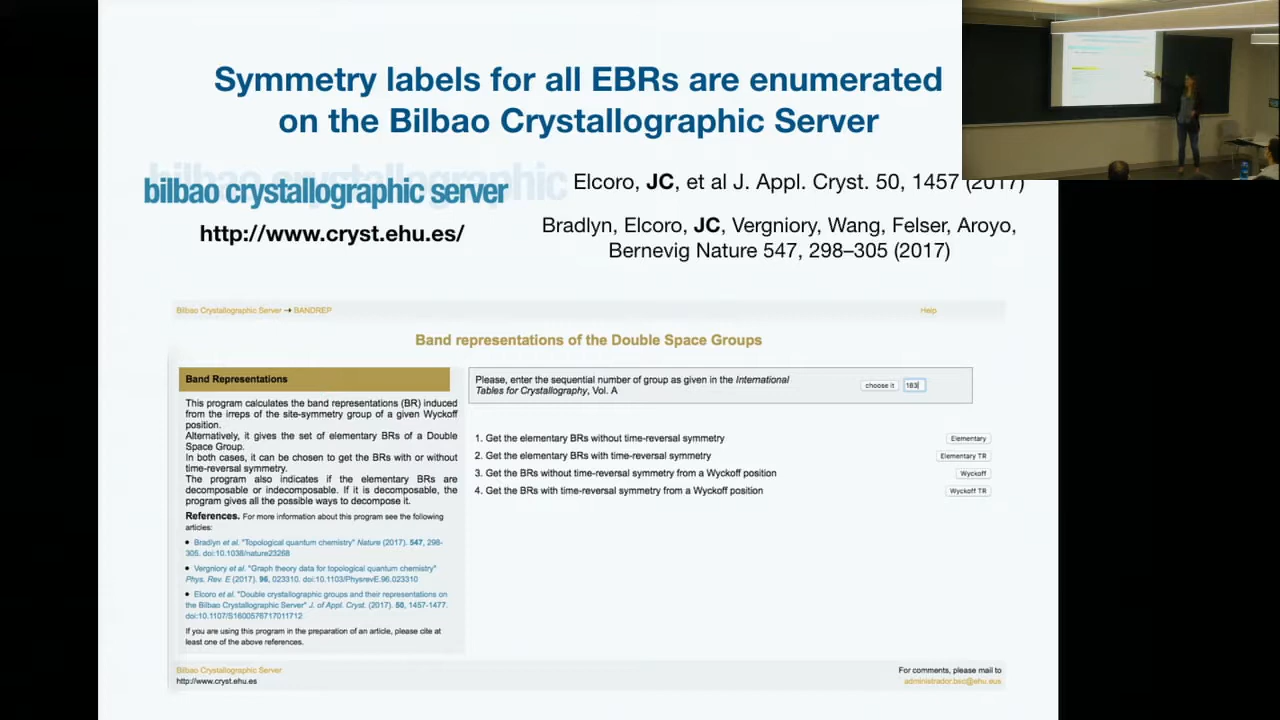 Symmetry labels for all EBRs are enumerated
on the Bilbao Crystallographic Server
bilbao crystallographic server
http://www.cryst.ehu.es/
Elcoro, JC, et al J. Appl. Cryst. 50, 1457 (2017)
Bradlyn, Elcoro, JC, Vergniory, Wang, Felser, Aroyo,
Bernevig Nature 547, 298–305 (2017)
Bilbao Crystallographic Server → BANDREP
Help
Band representations of the Double Space Groups
Band Representations
This program calculates the band representations (BR) induced
from the irreps of the site-symmetry group of a given Wyckoff
position.
Alternatively, it gives the set of elementary BRs of a Double
Space Group.
In both cases, it can be chosen to get the BRs with or without
time-reversal symmetry.
The program also indicates if the elementary BRs are
decomposable or indecomposable. If it is decomposable, the
program gives all the possible ways to decompose it.
References. For more information about this program see the following
articles:
• Bradlyn et al. "Topological quantum chemistry" Nature (2017). 547, 298-
305. doi:10.1038/nature23268
• Vergniory et al. "Graph theory data for topological quantum chemistry"
Phys. Rev. E (2017). 96, 023310. doi:10.1103/PhysrevE.96.023310
• Elcoro et al. "Double crystallographic groups and their representations on
the Bilbao Crystallographic Server" J. of Appl. Cryst. (2017). 50, 1457-1477.
doi:10.1107/S1600576717011712
If you are using this program in the preparation of an article, please cite at
least one of the above references.
Please, enter the sequential number of group as given in the International
Tables for Crystallography, Vol. A
choose it
183
1. Get the elementary BRs without time-reversal symmetry
Elementary
2. Get the elementary BRs with time-reversal symmetry
Elementary TR
3. Get the BRs without time-reversal symmetry from a Wyckoff position
Wyckoff
4. Get the BRs with time-reversal symmetry from a Wyckoff position
Wyckoff TR
Bilbao Crystallographic Server
http://www.cryst.ehu.es
For comments, please mail to
administrador.bsc@ehu.eus